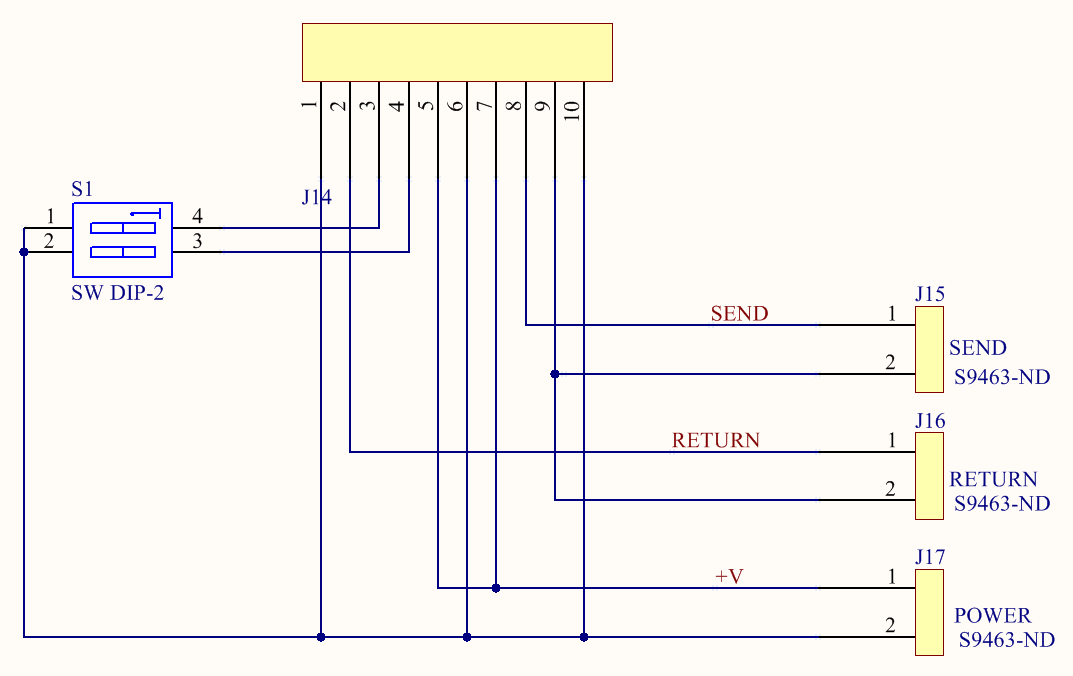 1 2 3 4 5 6 7 8 9 10
J14
S1
1 4
2 3
SW DIP-2
J15
SEND 1
SEND
2
S9463-ND
J16
RETURN 1
RETURN
2
S9463-ND
J17
+V 1
POWER
2
S9463-ND